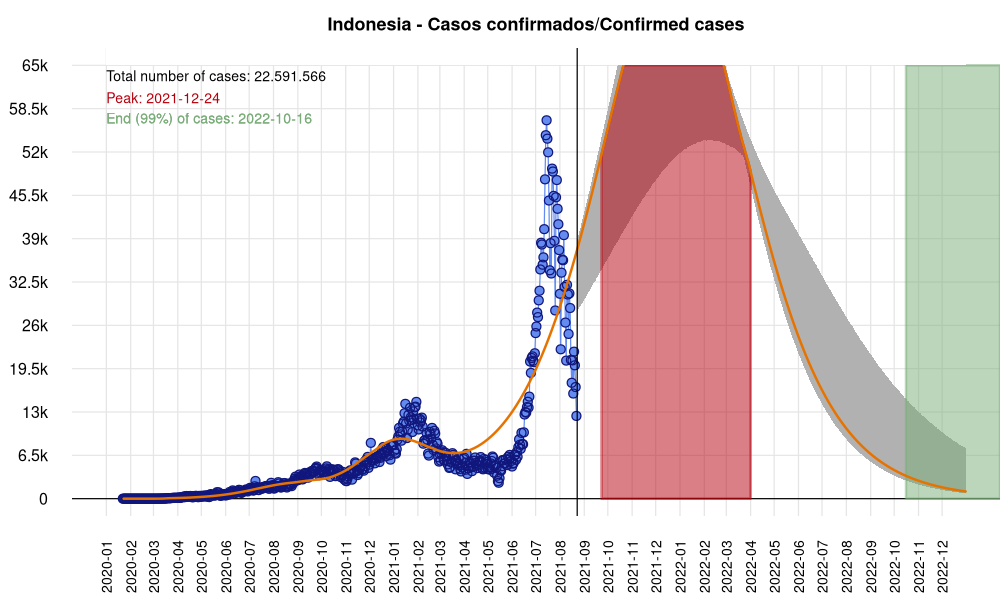 Indonesia - Casos confirmados/Confirmed cases
Total number of cases: 22.591.566
Peak: 2021-12-24
End (99%) of cases: 2022-10-16
65k
58.5k
52k
45.5k
39k
32.5k
26k
19.5k
13k
6.5k
0
2020-01
2020-02
2020-03
2020-04
2020-05
2020-06
2020-07
2020-08
2020-09
2020-10
2020-11
2020-12
2021-01
2021-02
2021-03
2021-04
2021-05
2021-06
2021-07
2021-08
2021-09
2021-10
2021-11
2021-12
2022-01
2022-02
2022-03
2022-04
2022-05
2022-06
2022-07
2022-08
2022-09
2022-10
2022-11
2022-12